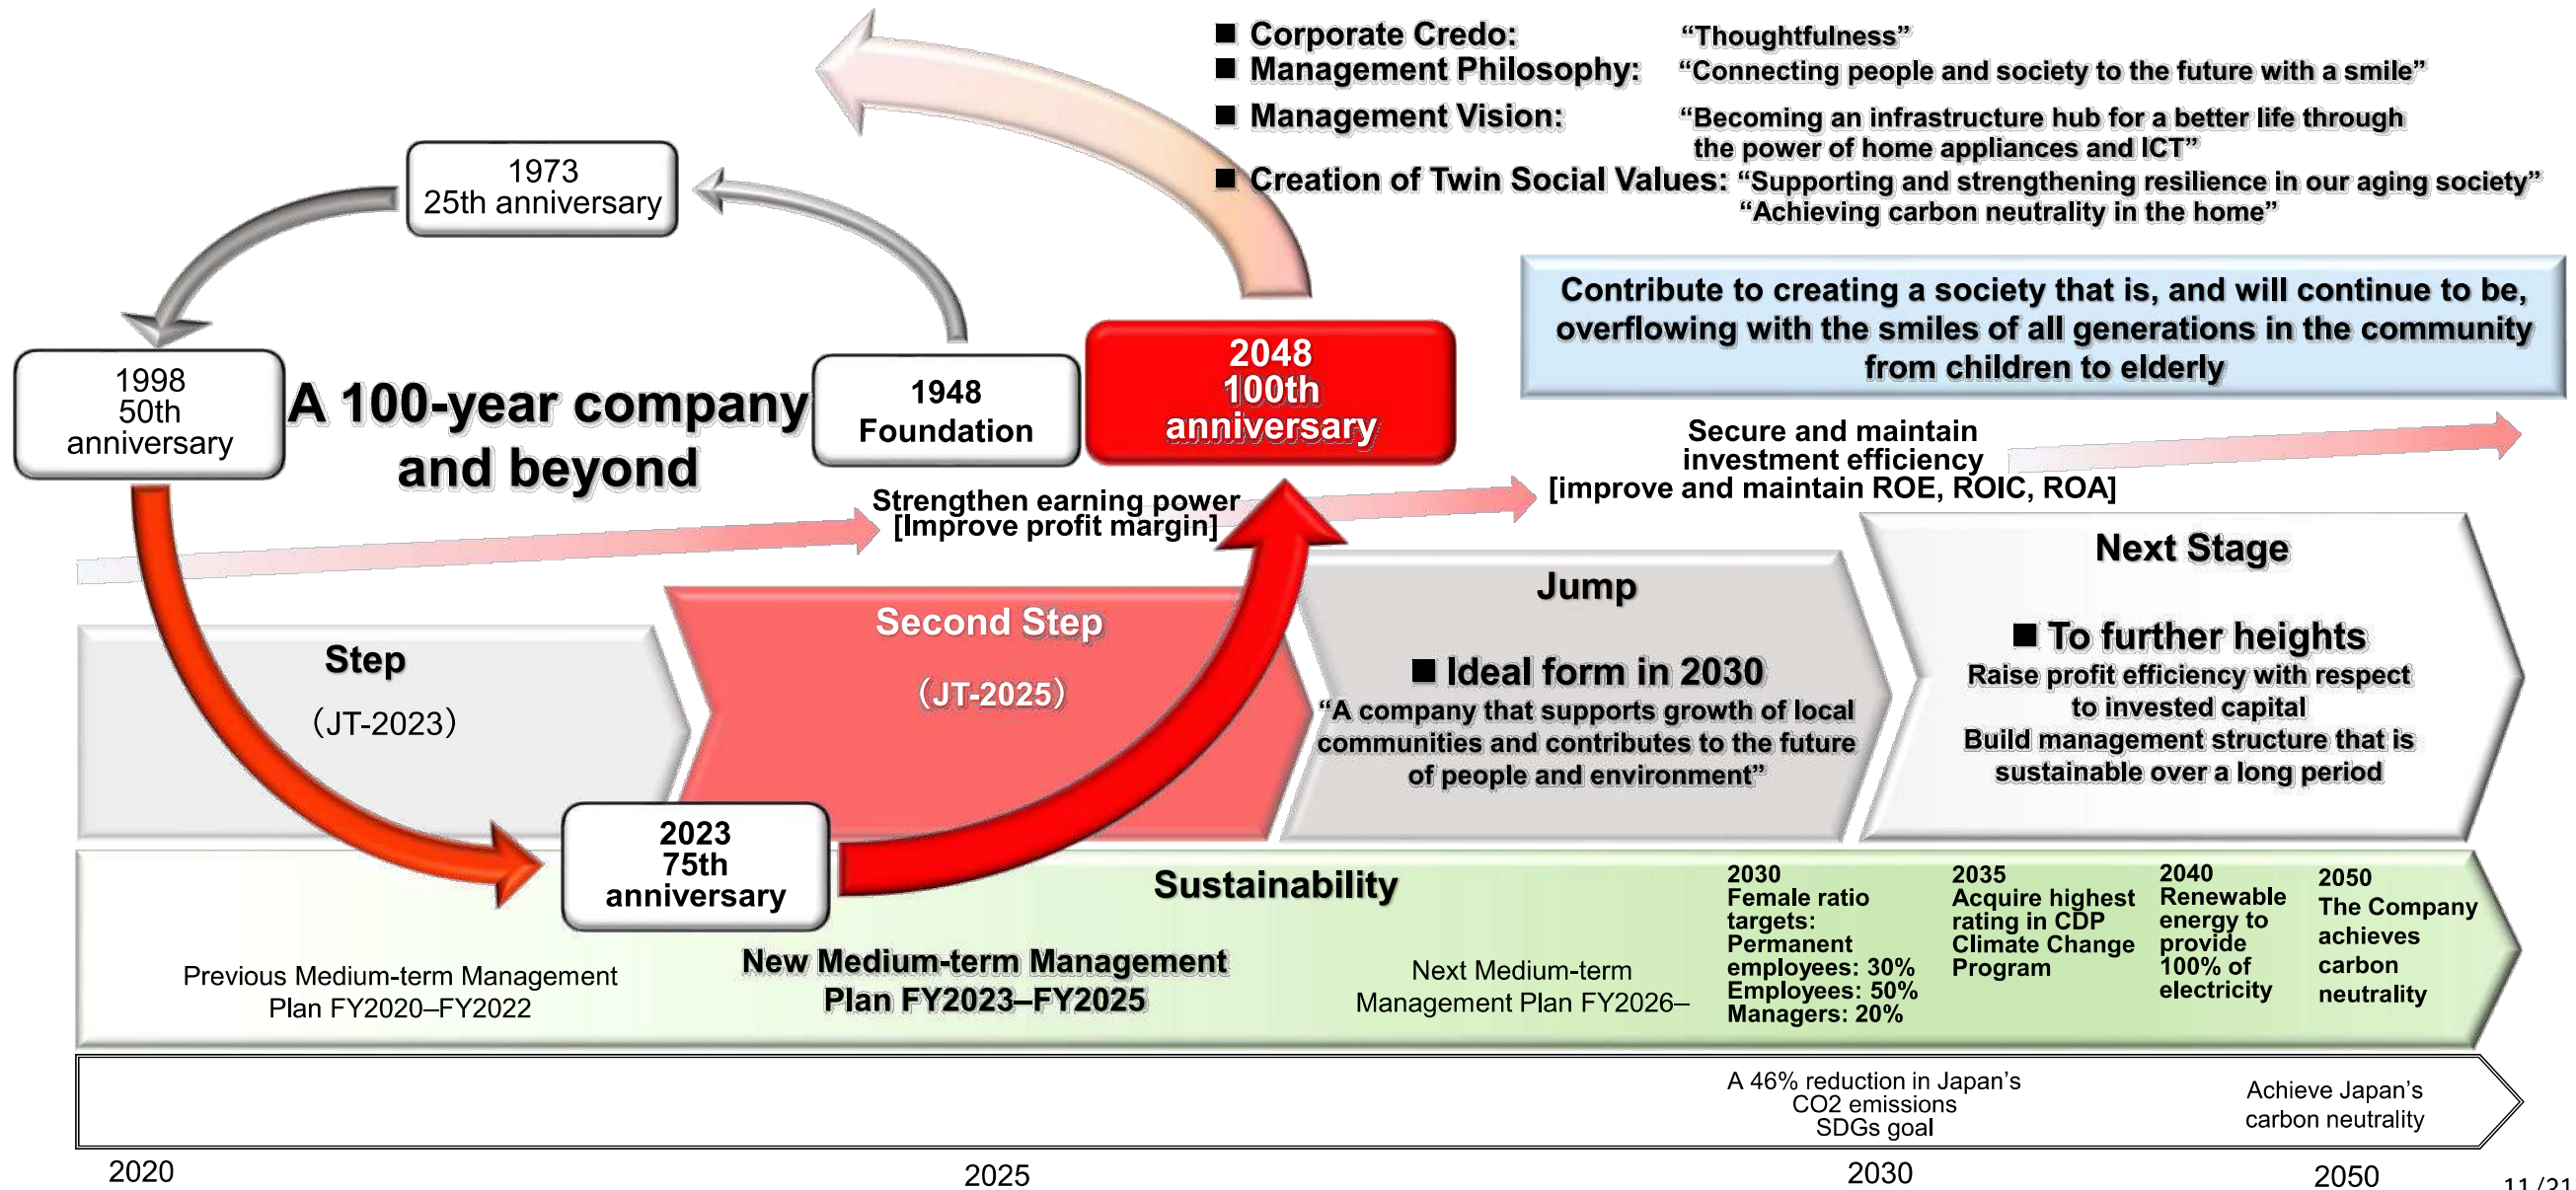 ■ Corporate Credo: “Thoughtfulness”
■ Management Philosophy: “Connecting people and society to the future with a smile”
■ Management Vision: “Becoming an infrastructure hub for a better life through
the power of home appliances and ICT”
■ Creation of Twin Social Values: “Supporting and strengthening resilience in our aging society”
“Achieving carbon neutrality in the home”
1973
25th anniversary
1998
50th
anniversary
A 100-year company
and beyond
1948
Foundation
2048
100th
anniversary
Contribute to creating a society that is, and will continue to be,
overflowing with the smiles of all generations in the community
from children to elderly
Strengthen earning power
[Improve profit margin]
Secure and maintain
investment efficiency
[improve and maintain ROE, ROIC, ROA]
Step
（JT-2023）
Second Step
（JT-2025）
Jump
■ Ideal form in 2030
“A company that supports growth of local
communities and contributes to the future
of people and environment”
Next Stage
■ To further heights
Raise profit efficiency with respect
to invested capital
Build management structure that is
sustainable over a long period
2023
75th
anniversary
Sustainability
Previous Medium-term Management
Plan FY2020–FY2022
New Medium-term Management
Plan FY2023–FY2025
Next Medium-term
Management Plan FY2026–
2030
Female ratio
targets:
Permanent
employees: 30%
Employees: 50%
Managers: 20%
2035
Acquire highest
rating in CDP
Climate Change
Program
2040
Renewable
energy to
provide
100% of
electricity
2050
The Company
achieves
carbon
neutrality
A 46% reduction in Japan’s
CO2 emissions
SDGs goal
Achieve Japan’s
carbon neutrality
2020
2025
2030
2050
11/31